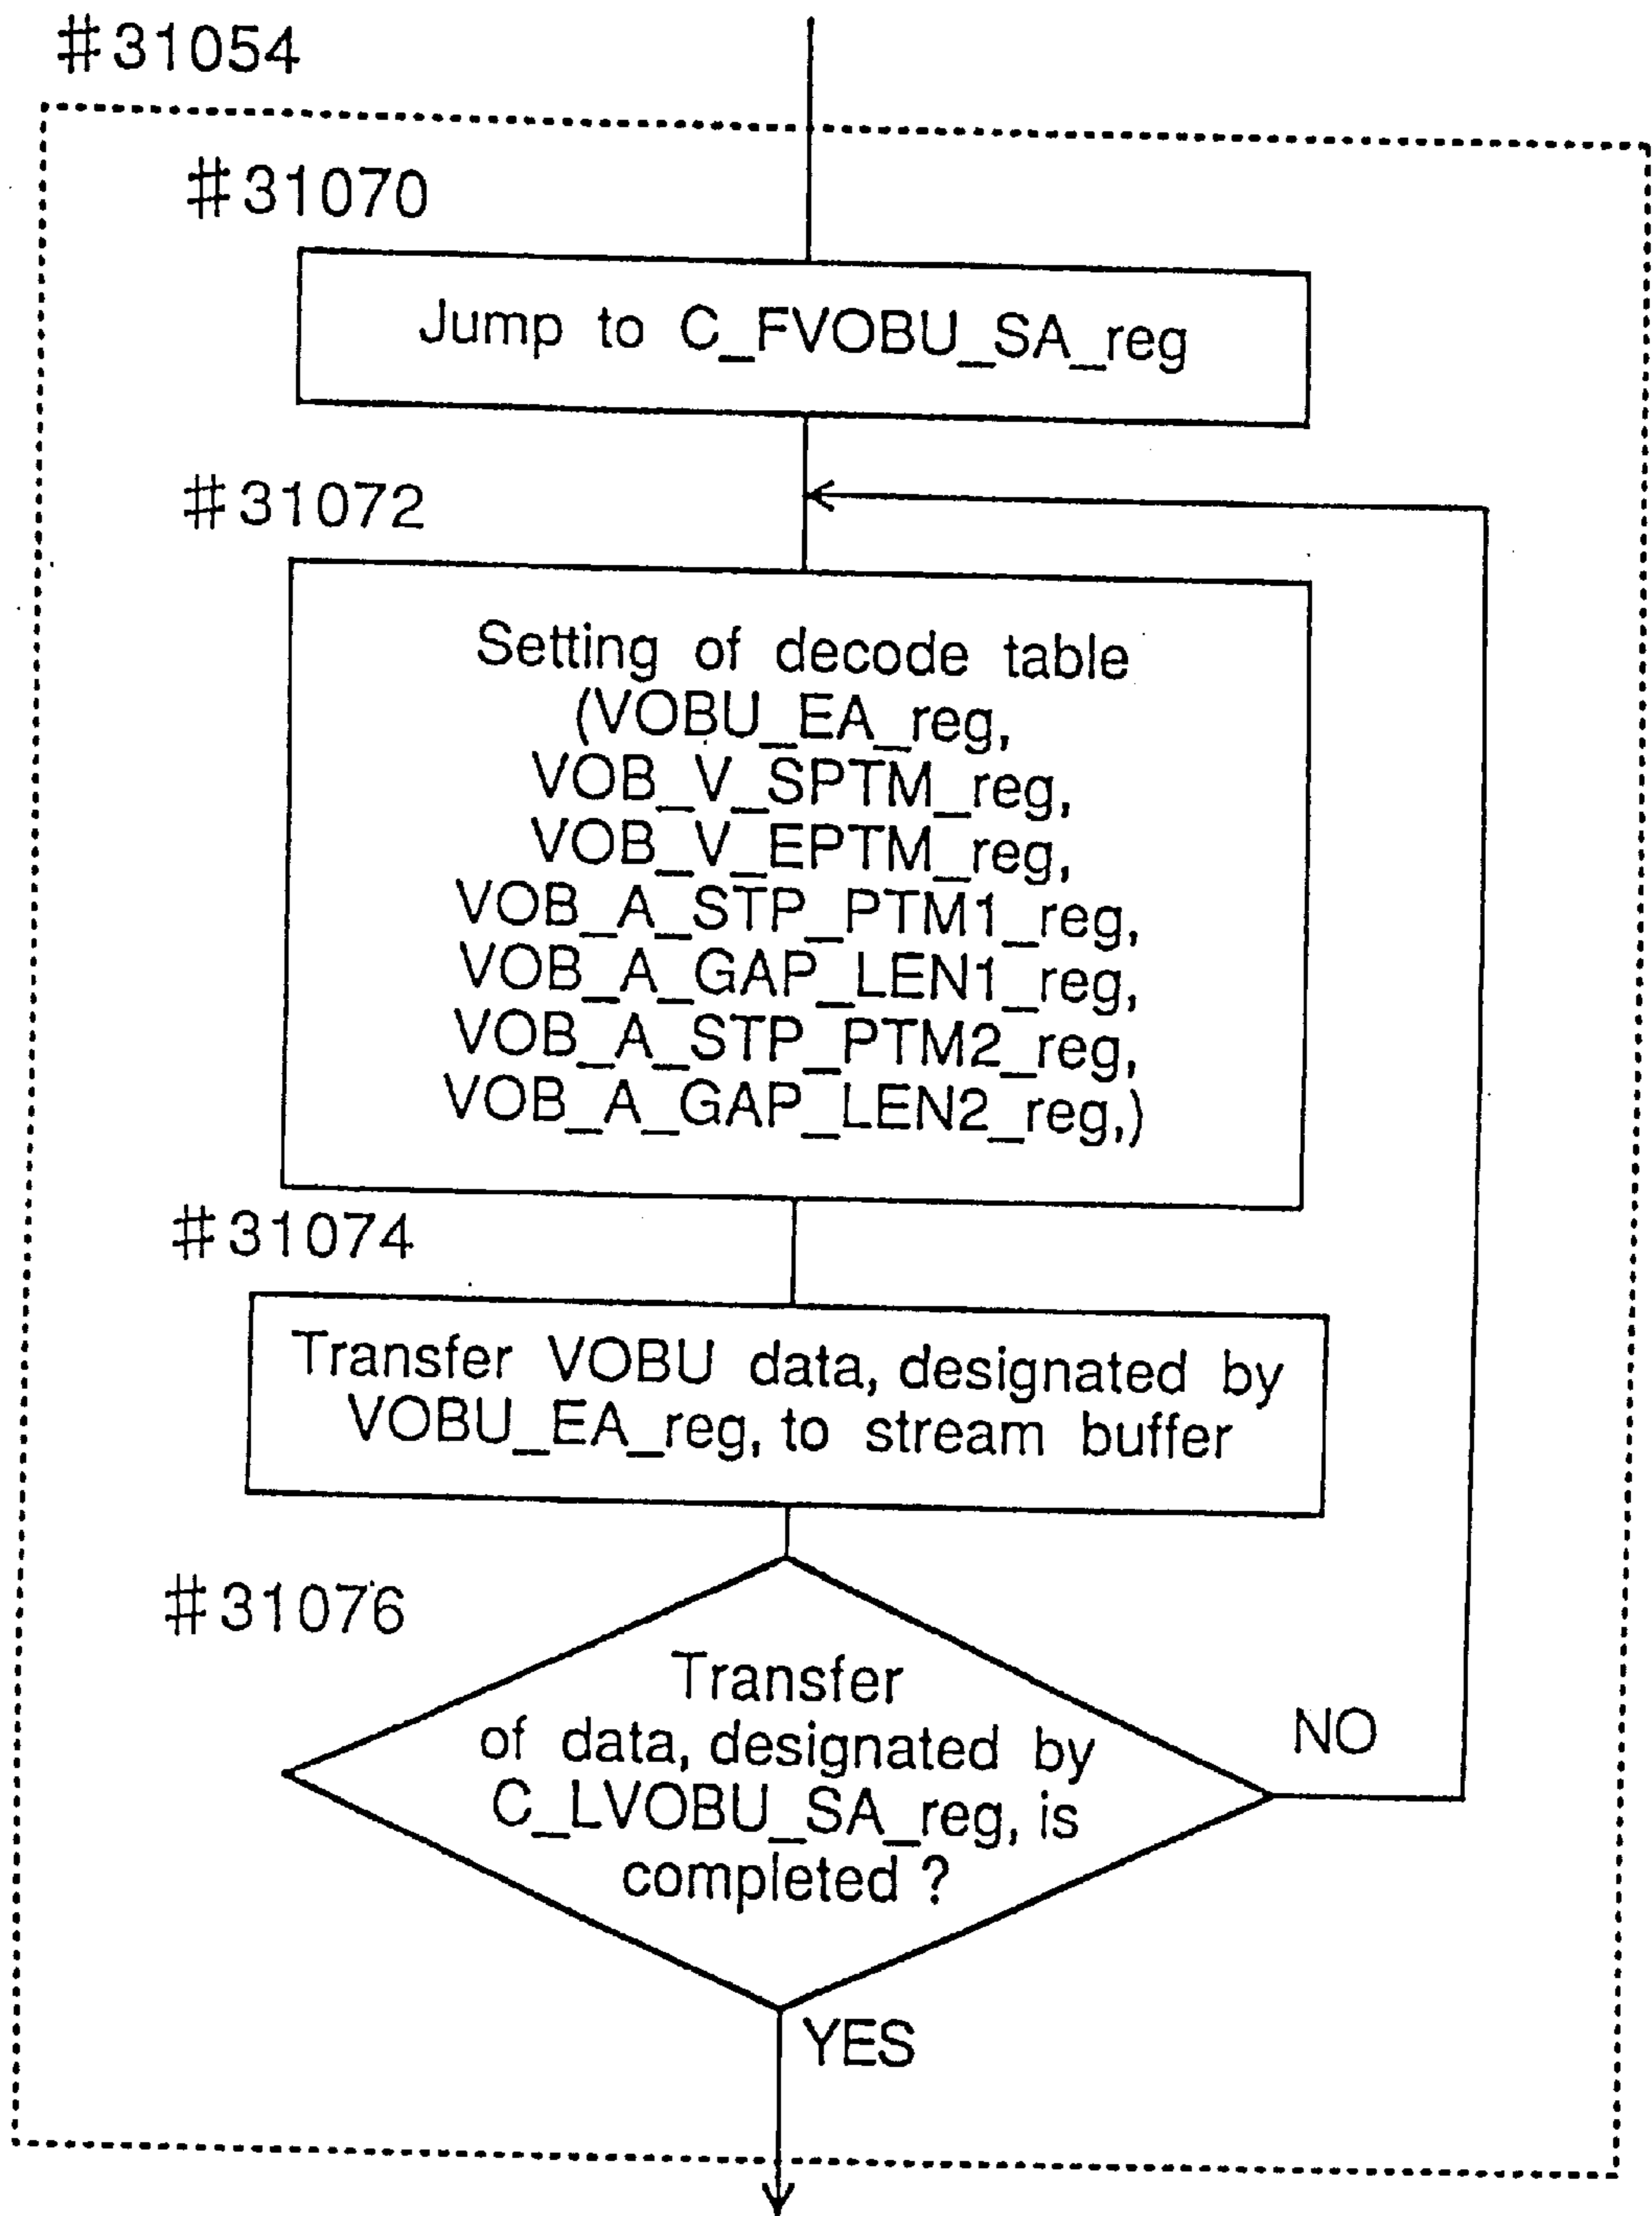 #31054
#31070
Jump to C_FVOBU_SA_reg
#31072
Setting of decode table
(VOBU_EA_reg,
VOB_V_SPTM_reg,
VOB_V_EPTM_reg,
VOB_A_STP_PTM1_reg,
VOB_A_GAP_LEN1_reg,
VOB_A_STP_PTM2_reg,
VOB_A_GAP_LEN2_reg,)
#31074
Transfer VOBU data, designated by
VOBU_EA_reg, to stream buffer
#31076
Transfer
of data, designated by
C_LVOBU_SA_reg, is
completed ?
NO
YES